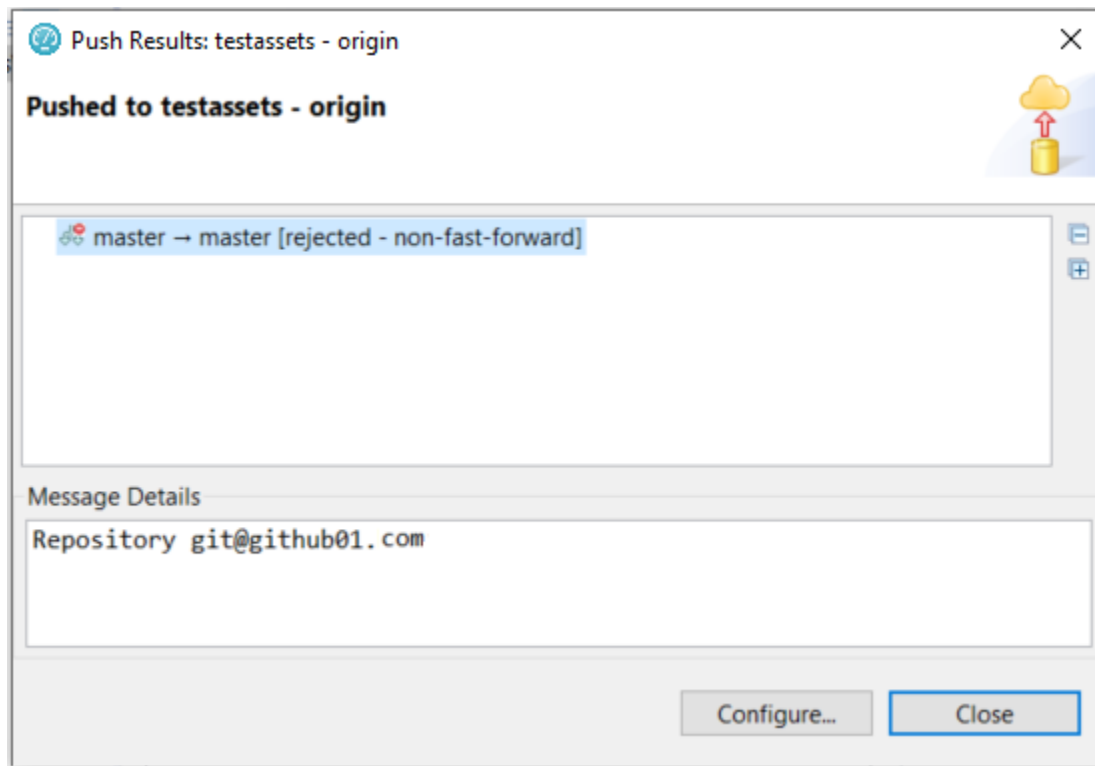 Push Results: testassets - origin
Pushed to testassets - origin
master → master [rejected - non-fast-forward]
Message Details
Repository git@github01.com
Configure...
Close